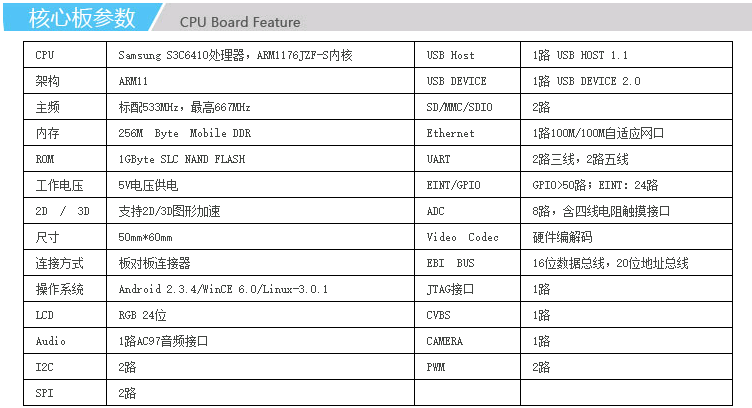 核心板参数 CPU Board Feature
CPU Samsung S3C6410处理器，ARM1176JZF-S内核 USB Host 1路 USB HOST 1.1
架构 ARM11 USB DEVICE 1路 USB DEVICE 2.0
主频 标配533MHz，最高667MHz SD/MMC/SDIO 2路
内存 256M Byte Mobile DDR Ethernet 1路100M/100M自适应网口
ROM 1GByte SLC NAND FLASH UART 2路三线，2路五线
工作电压 5V电压供电 EINT/GPIO GPIO>50路；EINT：24路
2D / 3D 支持2D/3D图形加速 ADC 8路，含四线电阻触摸接口
尺寸 50mm*60mm Video Codec 硬件编解码
连接方式 板对板连接器 EBI BUS 16位数据总线，20位地址总线
操作系统 Android 2.3.4/WinCE 6.0/Linux-3.0.1 JTAG接口 1路
LCD RGB 24位 CVBS 1路
Audio 1路AC97音频接口 CAMERA 1路
I2C 2路 PWM 2路
SPI 2路